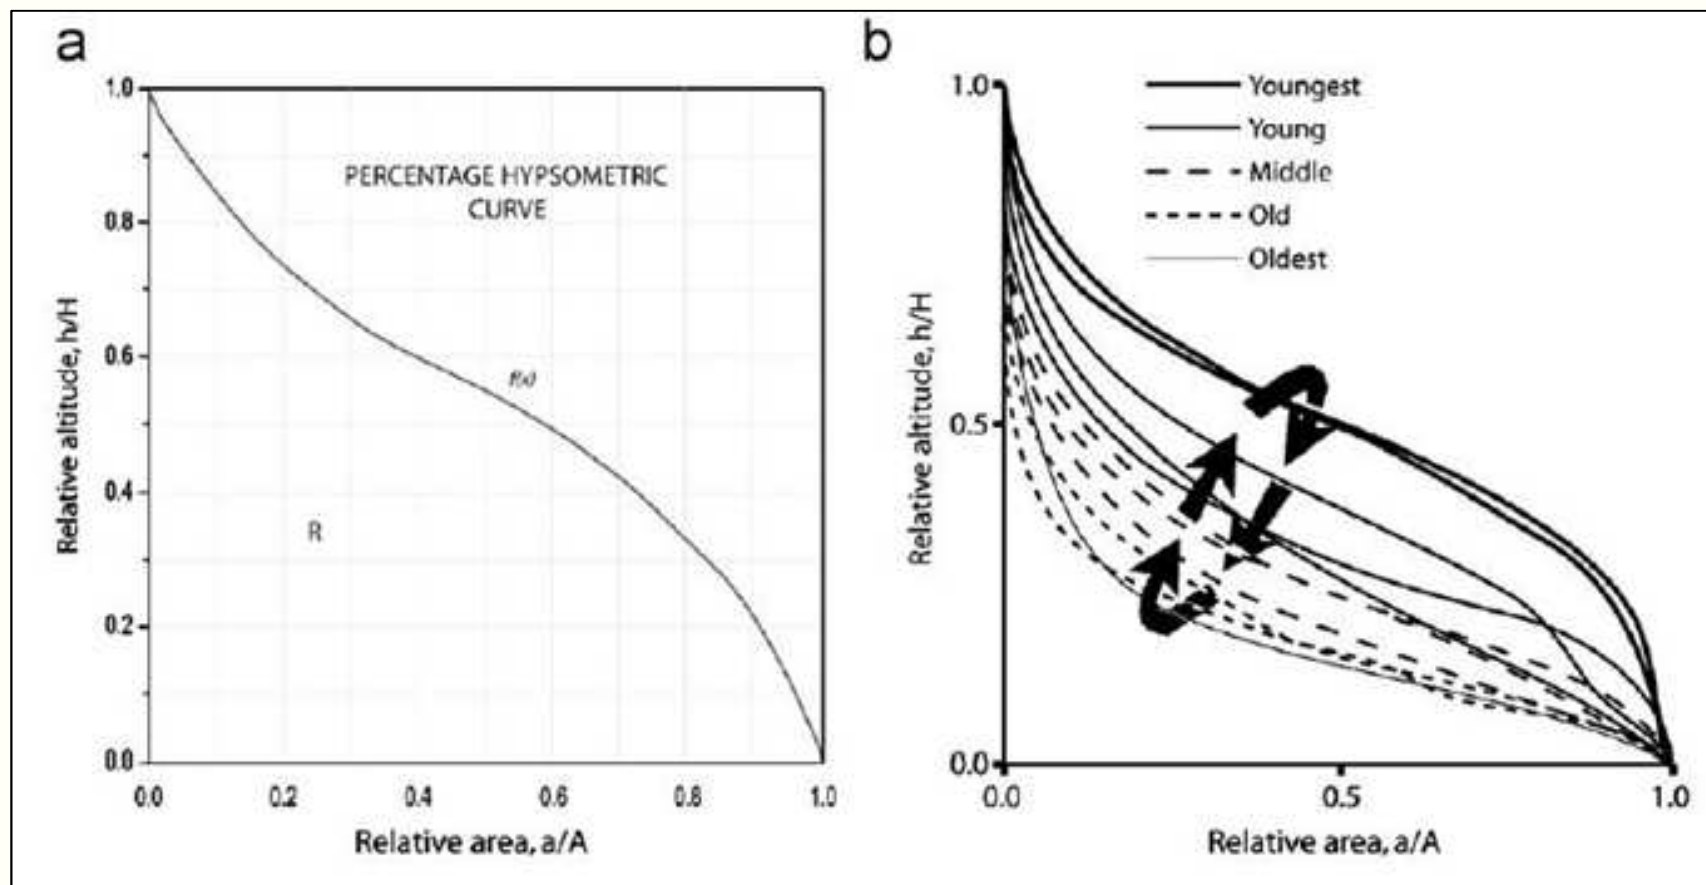 a
1.0
0.8
0.6
0.4
0.2
0.0
Relative altitude, h/H
PERCENTAGE HYPSOMETRIC
CURVE
f(x)
R
0.0 0.2 0.4 0.6 0.8 1.0
Relative area, a/A
b
1.0
0.5
0.0
Relative altitude, h/H
Youngest
Young
Middle
Old
Oldest
0.0 0.5 1.0
Relative area, a/A